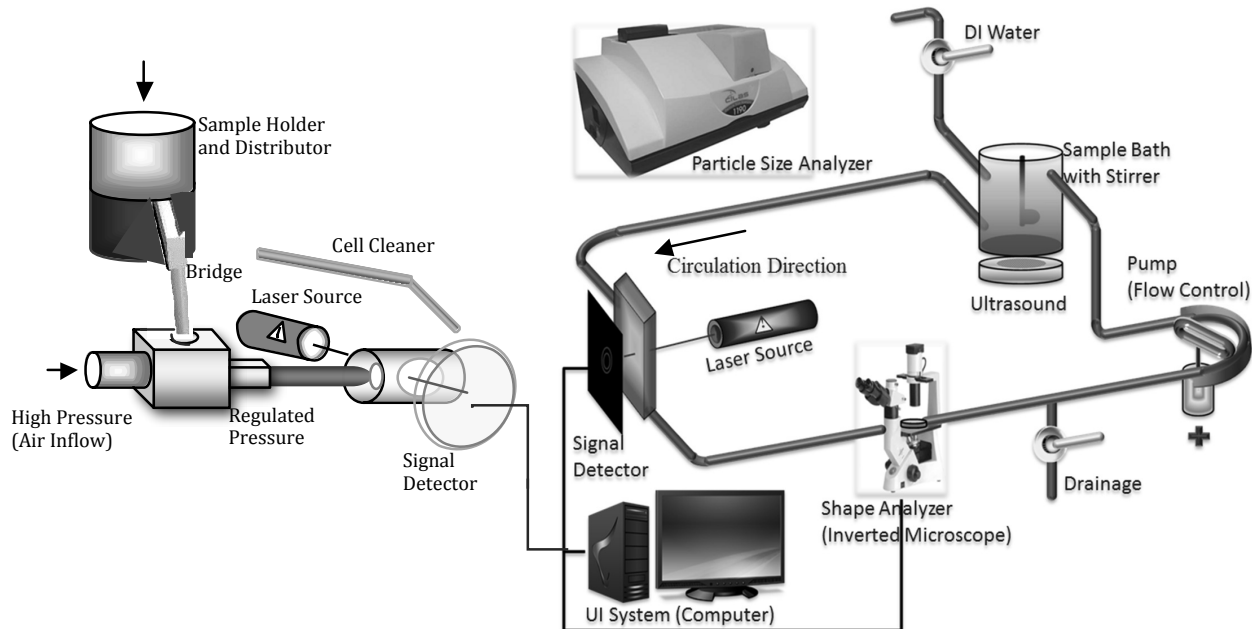 Sample Holder
and Distributor
Bridge
Cell Cleaner
Laser Source
High Pressure
(Air Inflow)
Regulated
Pressure
Signal
Detector
DI Water
Particle Size Analyzer
Sample Bath
with Stirrer
Circulation Direction
Ultrasound
Pump
(Flow Control)
Laser Source
Signal
Detector
Shape Analyzer
(Inverted Microscope)
Drainage
UI System (Computer)